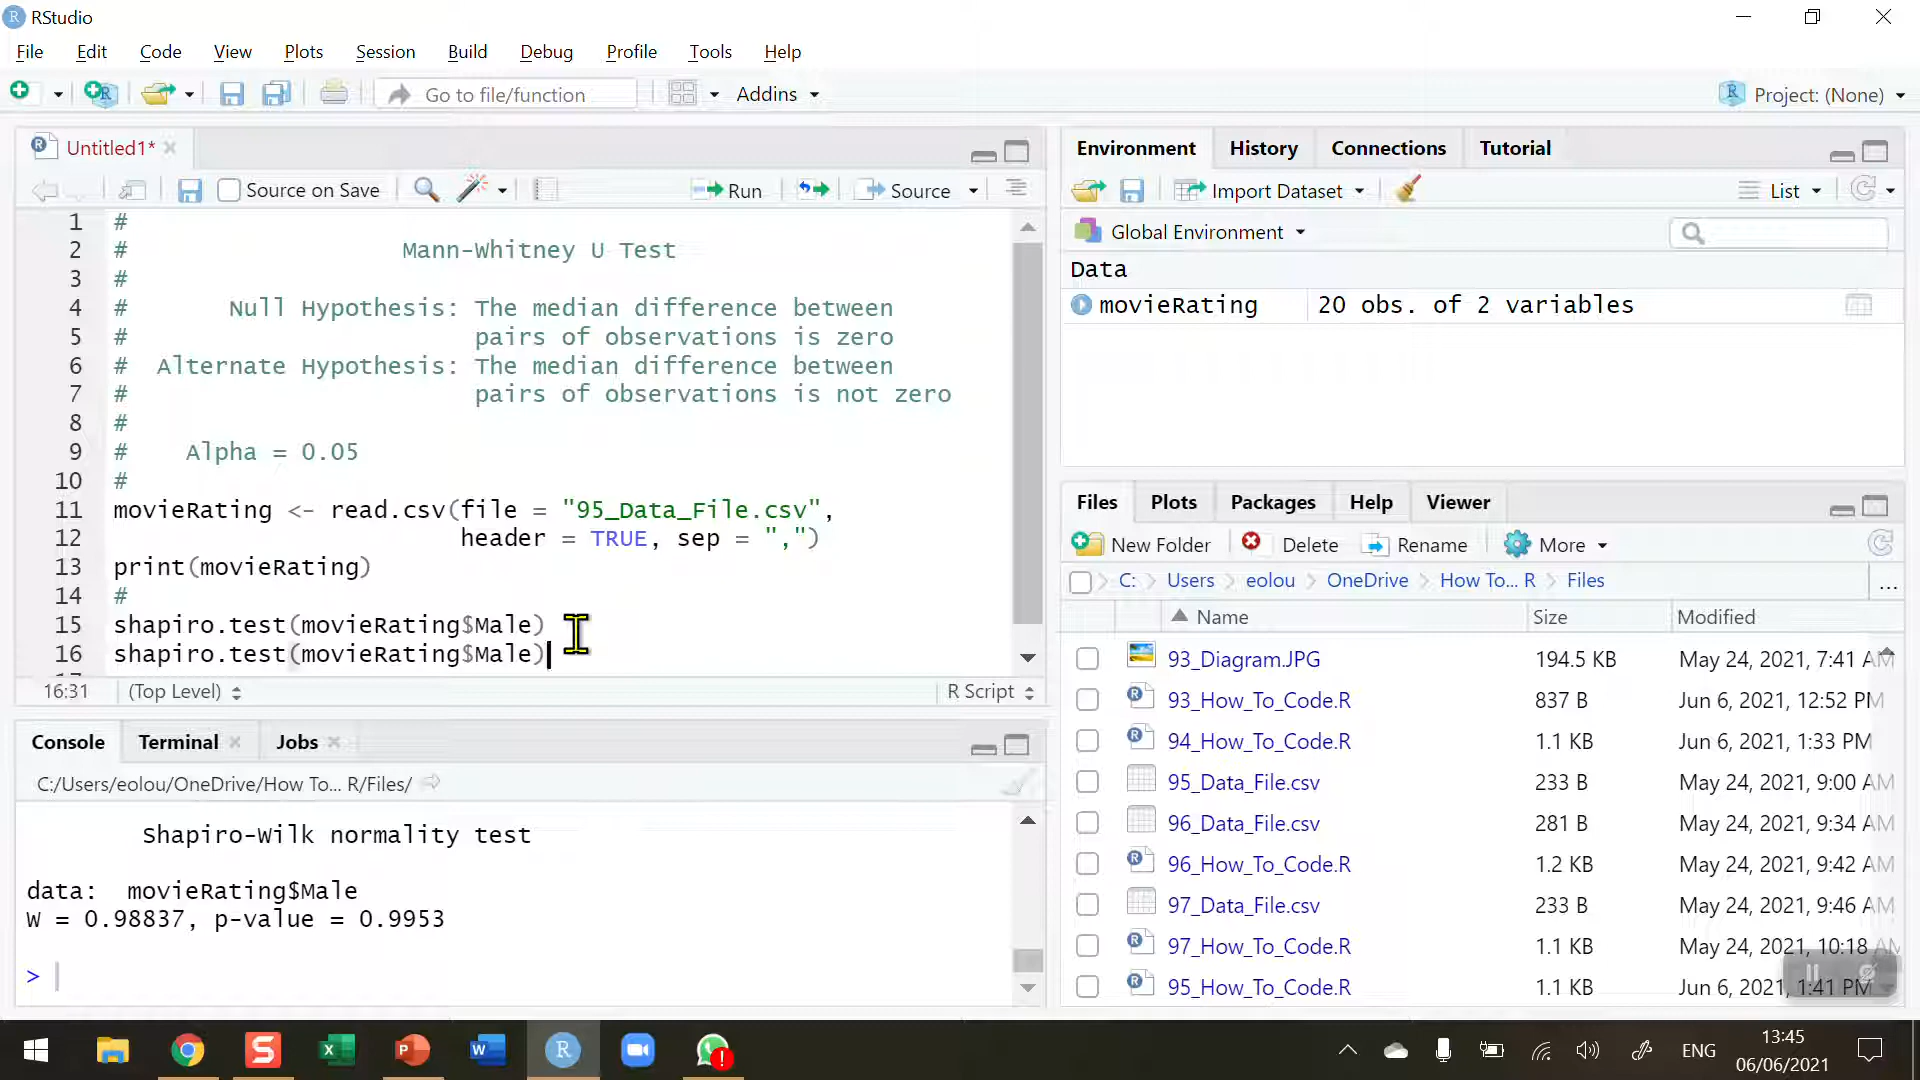 RStudio
File Edit Code View Plots Session Build Debug Profile Tools Help
Go to file/function Addins Project: (None)
Untitled1*
Source on Save Run Source
1 #
2 # Mann-Whitney U Test
3 #
4 # Null Hypothesis: The median difference between
5 # pairs of observations is zero
6 # Alternate Hypothesis: The median difference between
7 # pairs of observations is not zero
8 #
9 # Alpha = 0.05
10 #
11 movieRating <- read.csv(file = "95_Data_File.csv",
12 header = TRUE, sep = ",")
13 print(movieRating)
14 #
15 shapiro.test(movieRating$Male)
16 shapiro.test(movieRating$Male)
16:31 (Top Level) R Script
Console Terminal Jobs
C:/Users/eolou/OneDrive/How To... R/Files/
Shapiro-Wilk normality test
data: movieRating$Male
W = 0.98837, p-value = 0.9953
>
Environment History Connections Tutorial
Import Dataset List
Global Environment
Data
movieRating 20 obs. of 2 variables
Files Plots Packages Help Viewer
New Folder Delete Rename More
C: Users eolou OneDrive How To... R Files ...
Name Size Modified
93_Diagram.JPG 194.5 KB May 24, 2021, 7:41 AM
93_How_To_Code.R 837 B Jun 6, 2021, 12:52 PM
94_How_To_Code.R 1.1 KB Jun 6, 2021, 1:33 PM
95_Data_File.csv 233 B May 24, 2021, 9:00 AM
96_Data_File.csv 281 B May 24, 2021, 9:34 AM
96_How_To_Code.R 1.2 KB May 24, 2021, 9:42 AM
97_Data_File.csv 233 B May 24, 2021, 9:46 AM
97_How_To_Code.R 1.1 KB May 24, 2021, 10:18 AM
95_How_To_Code.R 1.1 KB Jun 6, 2021, 1:41 PM
ENG
13:45
06/06/2021